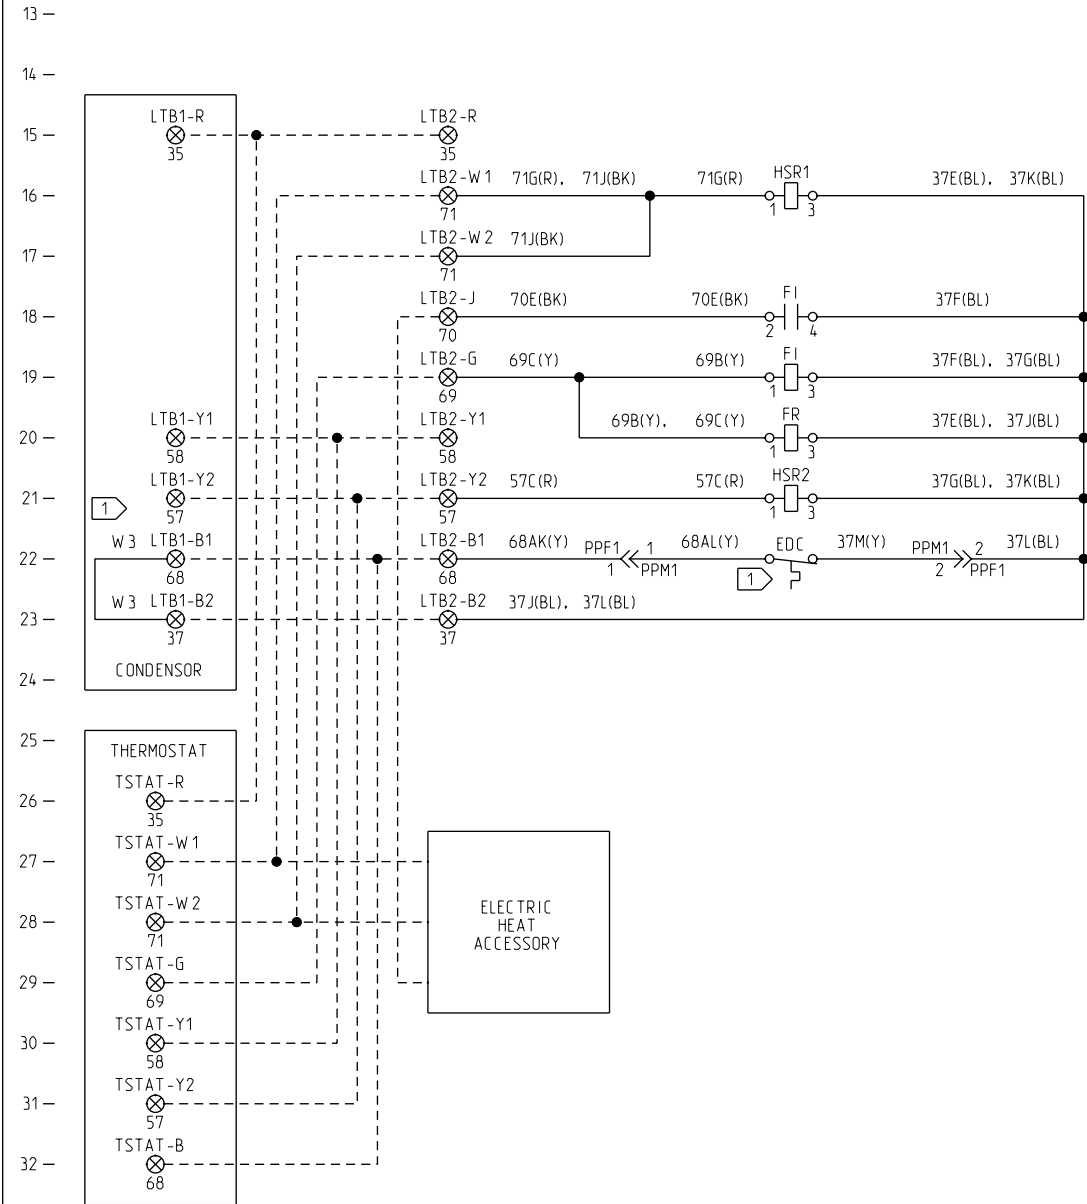 13 —
14 —
LTB1-R LTB2-R
15 —
35 35
LTB2-W1 71G(R), 71J(BK) 71G(R) HSR1 37E(BL), 37K(BL)
16 —
71 1 3
LTB2-W2 71J(BK)
17 —
71
LTB2-J 70E(BK) 70E(BK) FI 37F(BL)
18 —
70 2 4
LTB2-G 69C(Y) 69B(Y) FI 37F(BL), 37G(BL)
19 —
69 1 3
LTB1-Y1 LTB2-Y1 69B(Y), 69C(Y) FR 37E(BL), 37J(BL)
20 —
58 58 1 3
LTB1-Y2 LTB2-Y2 57C(R) 57C(R) HSR2 37G(BL), 37K(BL)
21 —
1 57 57 1 3
W3 LTB1-B1 LTB2-B1 68AK(Y) PPF1 1 68AL(Y) EDC 37M(Y) PPM1 2 37L(BL)
22 —
68 68 1 PPM1 1 2 PPF1
W3 LTB1-B2 LTB2-B2 37J(BL), 37L(BL)
23 —
37 37
CONDENSOR
24 —
25 —
THERMOSTAT
TSTAT-R
26 —
35
TSTAT-W1
27 —
71
TSTAT-W2
28 —
71
ELECTRIC
HEAT
ACCESSORY
TSTAT-G
29 —
69
TSTAT-Y1
30 —
58
TSTAT-Y2
31 —
57
TSTAT-B
32 —
68